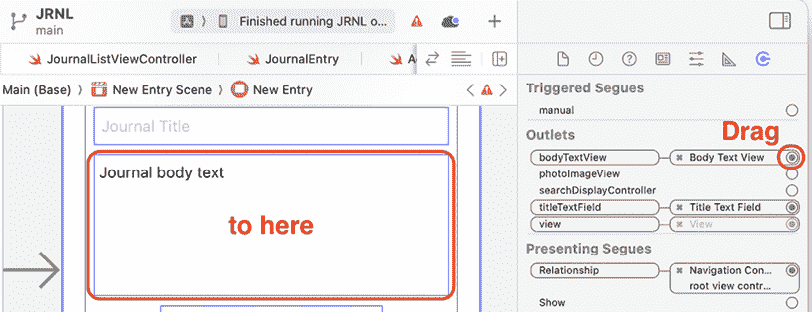 JRNL
main
Finished running JRNL o...
JournalListViewController
JournalEntry
Main (Base) 〉 New Entry Scene 〉 New Entry
Journal Title
Journal body text
to here
Triggered Segues
manual
Outlets
Drag
bodyTextView
Body Text View
photoImageView
searchDisplayController
titleTextField
Title Text Field
view
View
Presenting Segues
Relationship
Navigation Con...
root view contr...
Show